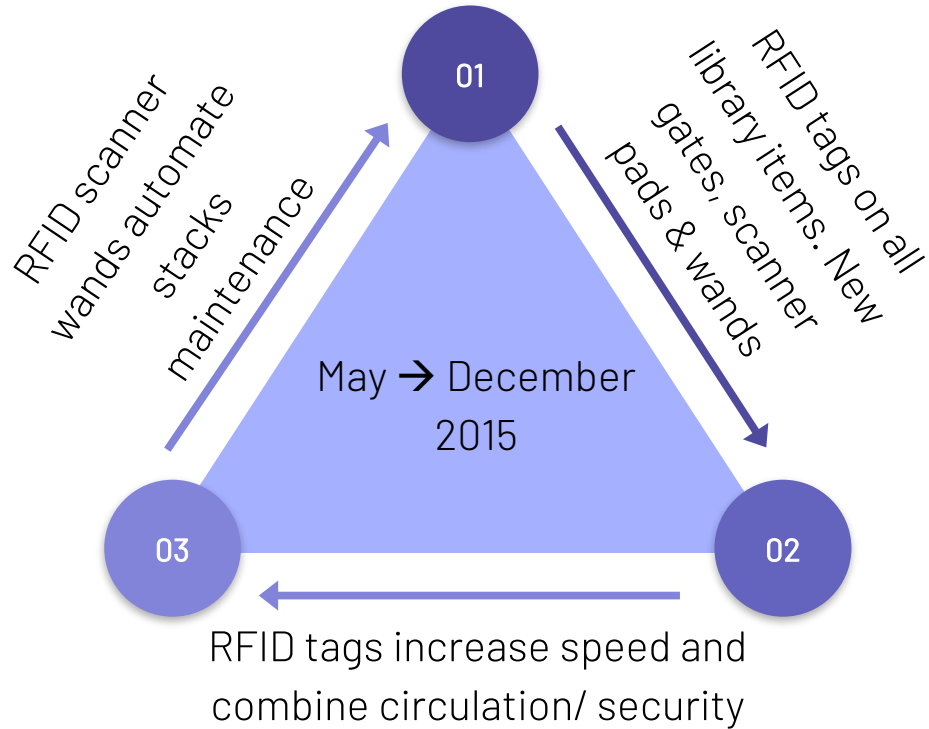 01
RFID tags on all
library items. New
gates, scanner
pads & wands
02
RFID tags increase speed and
combine circulation/ security
03
RFID scanner
wands automate
stacks
maintenance
May → December
2015